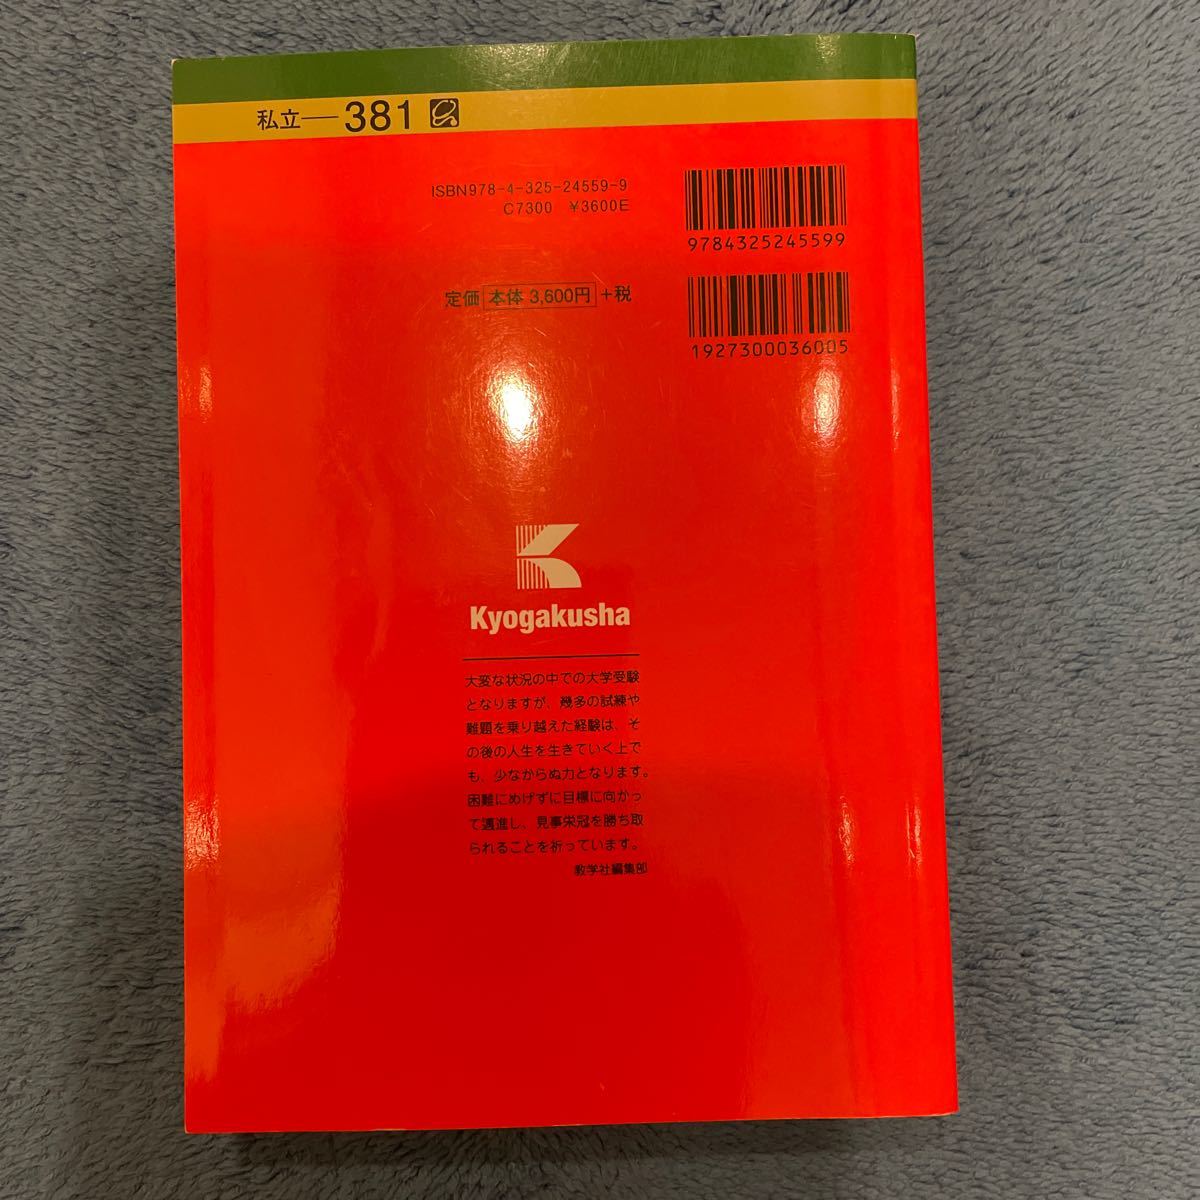 私立―381
ISBN978-4-325-24559-9
C7300 ¥3600E
9784325245599
定価 本体 3,600円 +税
1927300036005
Kyogakusha
大変な状況の中での大学受験
となりますが、幾多の試練や
難題を乗り越えた経験は、そ
の後の人生を生きていく上で
も、少なからぬ力となります。
困難にめげずに目標に向かっ
て邁進し、見事栄冠を勝ち取
られることを祈っています。
教学社編集部